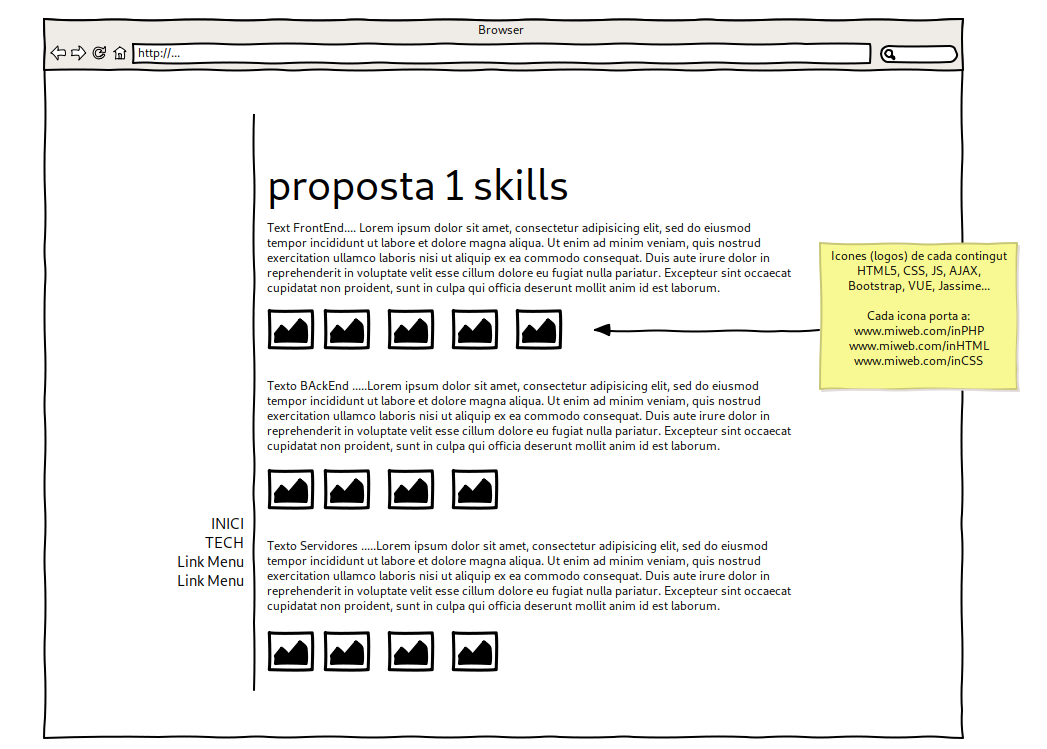 Browser
http://...
proposta 1 skills
Text FrontEnd.... Lorem ipsum dolor sit amet, consectetur adipisicing elit, sed do eiusmod
tempor incididunt ut labore et dolore magna aliqua. Ut enim ad minim veniam, quis nostrud
exercitation ullamco laboris nisi ut aliquip ex ea commodo consequat. Duis aute irure dolor in
reprehenderit in voluptate velit esse cillum dolore eu fugiat nulla pariatur. Excepteur sint occaecat
cupidatat non proident, sunt in culpa qui officia deserunt mollit anim id est laborum.
Icones (logos) de cada contingut
HTML5, CSS, JS, AJAX,
Bootstrap, VUE, Jassime...
Cada icona porta a:
www.miweb.com/inPHP
www.miweb.com/inHTML
www.miweb.com/inCSS
Texto BAckEnd .....Lorem ipsum dolor sit amet, consectetur adipisicing elit, sed do eiusmod
tempor incididunt ut labore et dolore magna aliqua. Ut enim ad minim veniam, quis nostrud
exercitation ullamco laboris nisi ut aliquip ex ea commodo consequat. Duis aute irure dolor in
reprehenderit in voluptate velit esse cillum dolore eu fugiat nulla pariatur. Excepteur sint occaecat
cupidatat non proident, sunt in culpa qui officia deserunt mollit anim id est laborum.
INICI
TECH
Link Menu
Link Menu
Texto Servidores .....Lorem ipsum dolor sit amet, consectetur adipisicing elit, sed do eiusmod
tempor incididunt ut labore et dolore magna aliqua. Ut enim ad minim veniam, quis nostrud
exercitation ullamco laboris nisi ut aliquip ex ea commodo consequat. Duis aute irure dolor in
reprehenderit in voluptate velit esse cillum dolore eu fugiat nulla pariatur. Excepteur sint occaecat
cupidatat non proident, sunt in culpa qui officia deserunt mollit anim id est laborum.